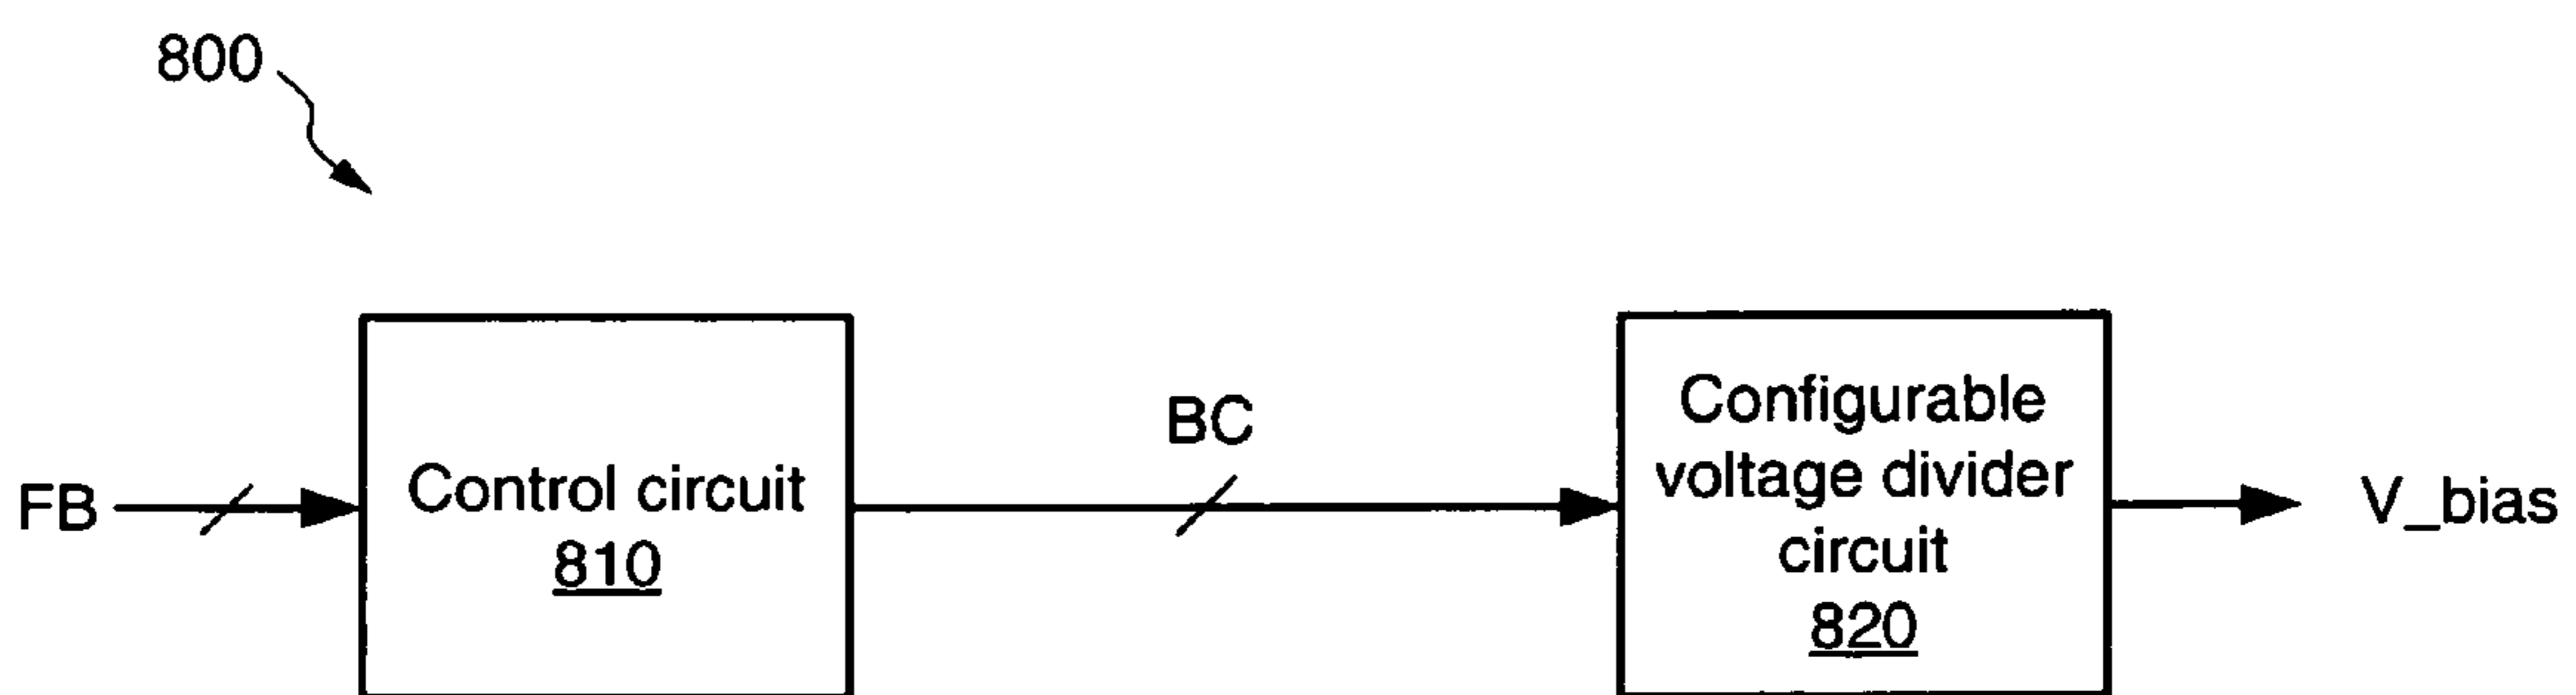 800
FB
Control circuit
810
BC
Configurable
voltage divider
circuit
820
V_bias